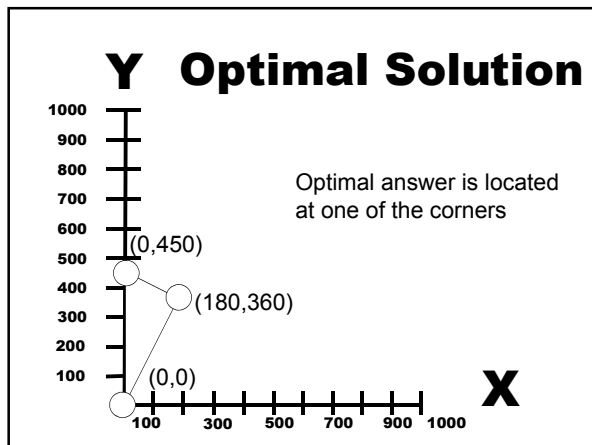 Y Optimal Solution
1000
900
800
700
600
500
400
300
200
100
Optimal answer is located
at one of the corners
(0,450)
(180,360)
(0,0)
X
100 300 500 700 900 1000